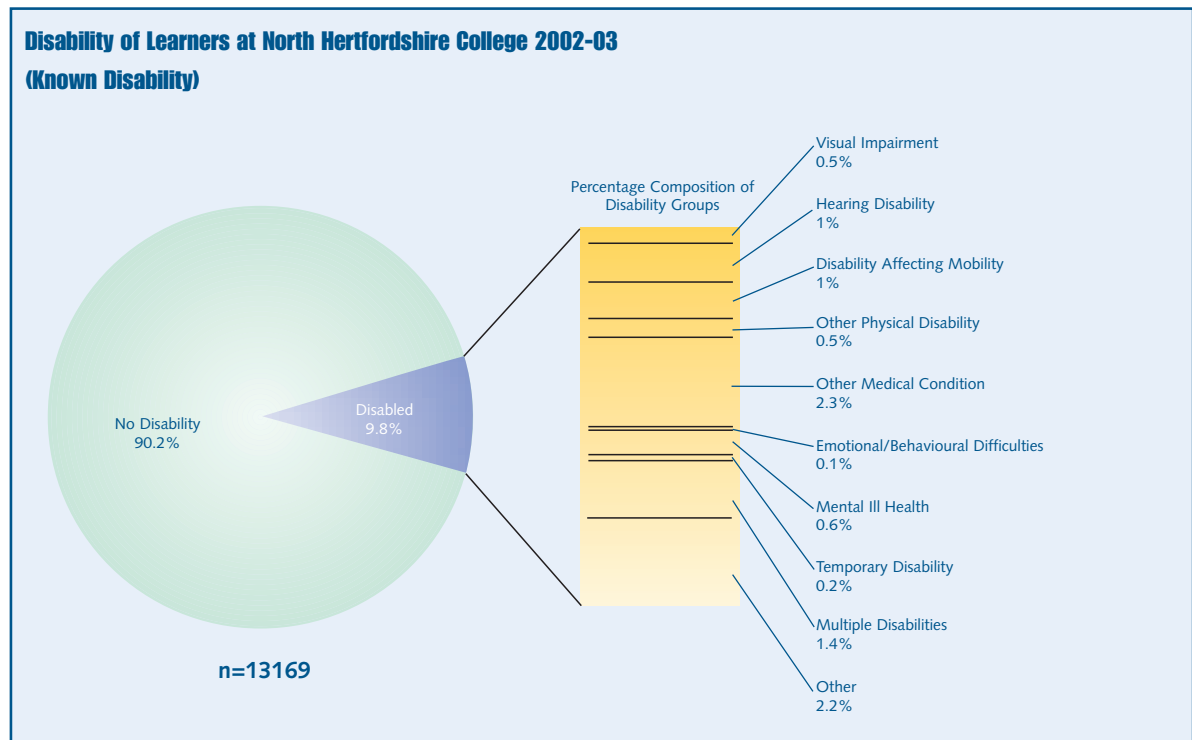 Disability of Learners at North Hertfordshire College 2002-03
(Known Disability)
Percentage Composition of
Disability Groups
No Disability
90.2%
Disabled
9.8%
Visual Impairment
0.5%
Hearing Disability
1%
Disability Affecting Mobility
1%
Other Physical Disability
0.5%
Other Medical Condition
2.3%
Emotional/Behavioural Difficulties
0.1%
Mental Ill Health
0.6%
Temporary Disability
0.2%
Multiple Disabilities
1.4%
Other
2.2%
n=13169